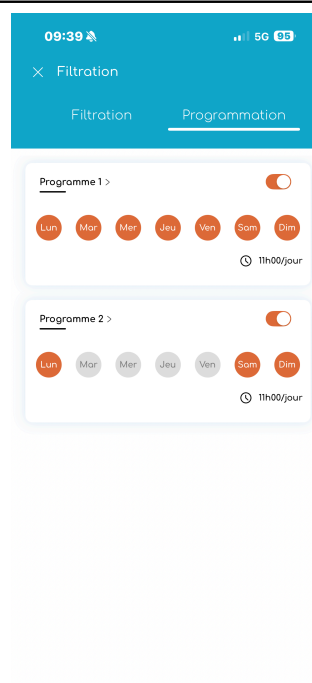 09:39 5G 95
Filtration
Filtration Programmation
Programme 1 >
Lun Mar Mer Jeu Ven Sam Dim
11h00/jour
Programme 2 >
Lun Mar Mer Jeu Ven Sam Dim
11h00/jour